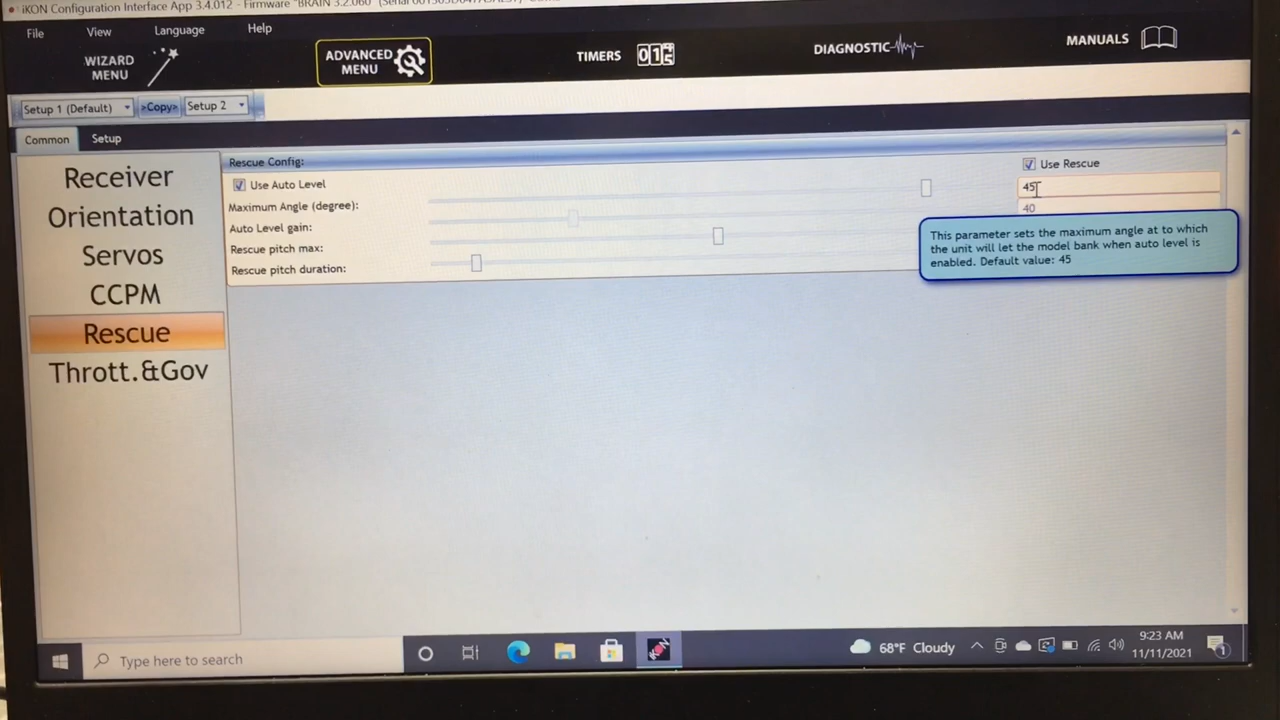 iKON Configuration Interface App 3.4.012 - Firmware "BRAIN 3.2.060"
File View Language Help
WIZARD MENU
ADVANCED MENU
TIMERS
DIAGNOSTIC
MANUALS
Setup 1 (Default) >Copy> Setup 2
Common Setup
Receiver
Orientation
Servos
CCPM
Rescue
Thrott.&Gov
Rescue Config:
Use Auto Level
Use Rescue
Maximum Angle (degree):
45
Auto Level gain:
40
Rescue pitch max:
Rescue pitch duration:
This parameter sets the maximum angle at to which
the unit will let the model bank when auto level is
enabled. Default value: 45
Type here to search
68°F Cloudy
9:23 AM
11/11/2021
1